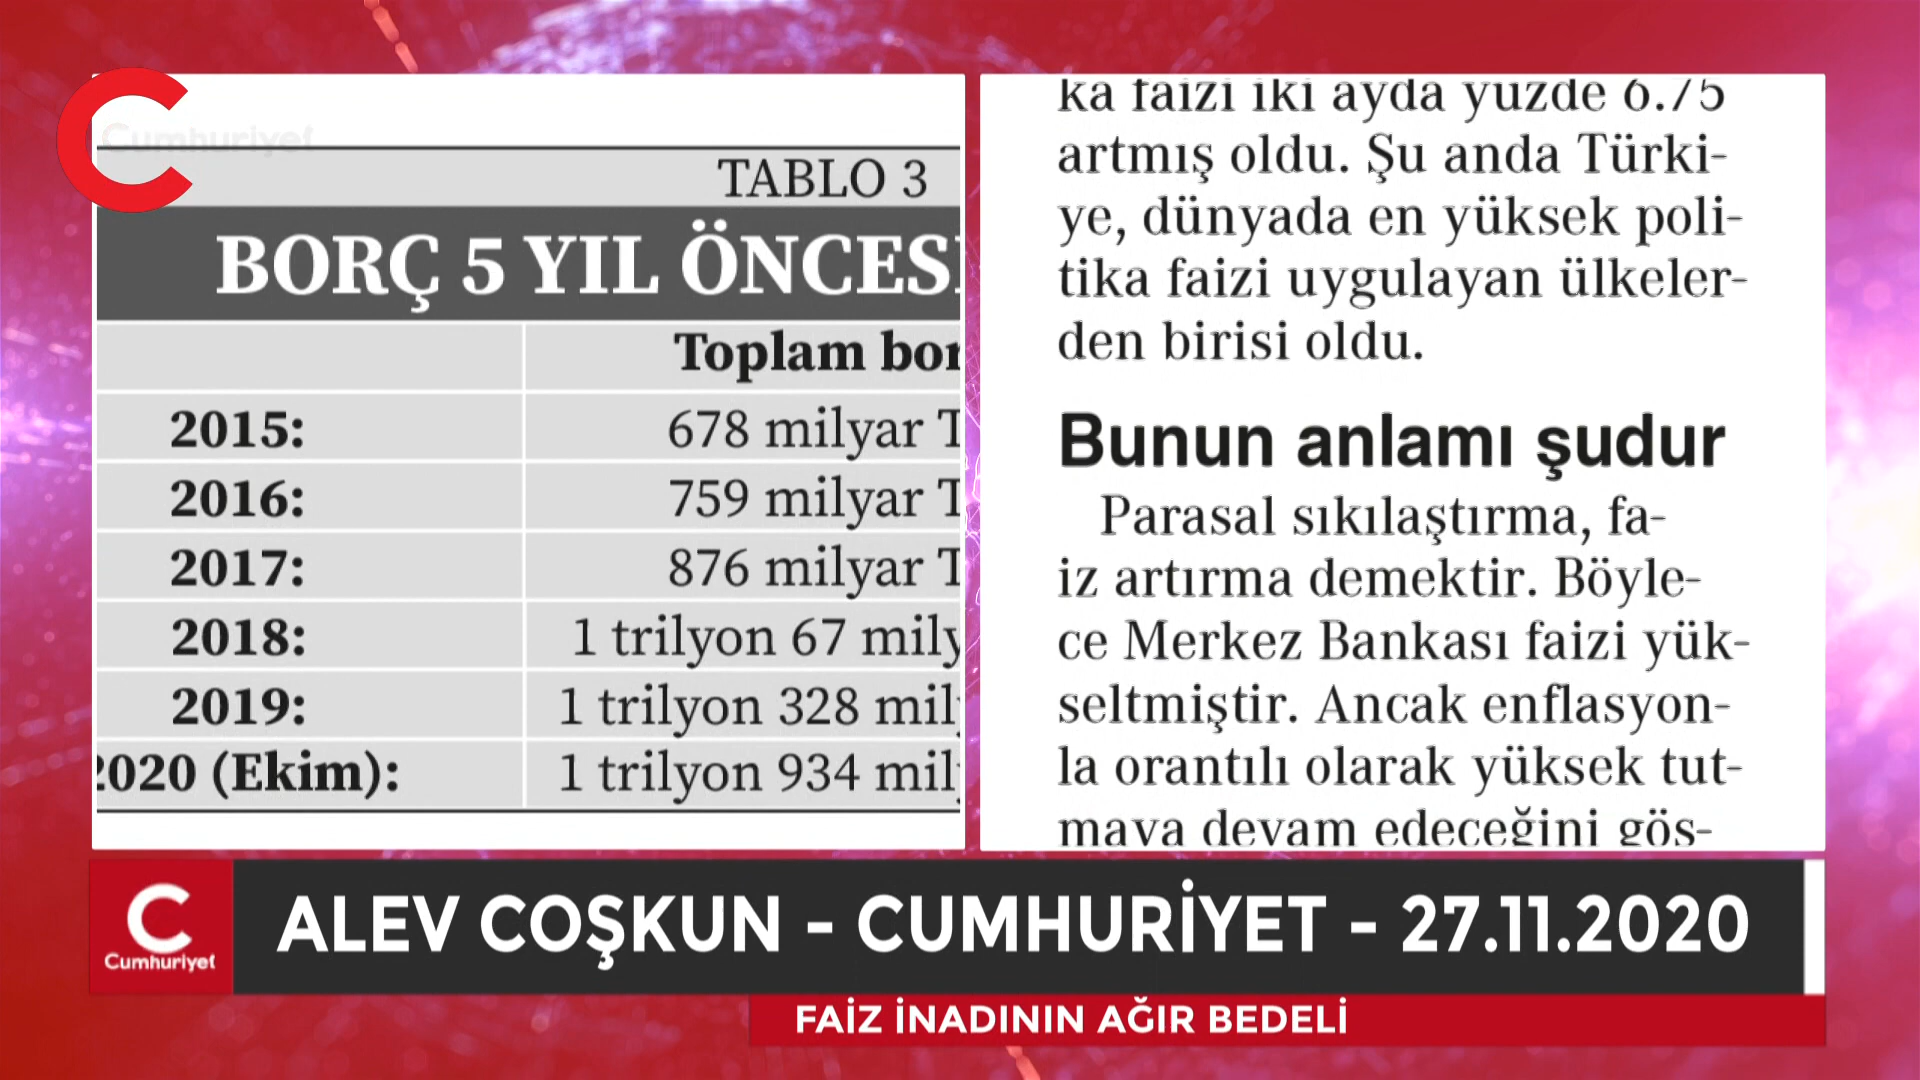 Cumhuriyet
TABLO 3
BORÇ 5 YIL ÖNCES
Toplam bor
2015: 678 milyar T
2016: 759 milyar T
2017: 876 milyar T
2018: 1 trilyon 67 mily
2019: 1 trilyon 328 mil
2020 (Ekim): 1 trilyon 934 mil
ka faizi iki ayda yüzde 6.75
artmış oldu. Şu anda Türki-
ye, dünyada en yüksek poli-
tika faizi uygulayan ülkeler-
den birisi oldu.
Bunun anlamı şudur
Parasal sıkılaştırma, fa-
iz artırma demektir. Böyle-
ce Merkez Bankası faizi yük-
seltmiştir. Ancak enflasyon-
la orantılı olarak yüksek tut-
maya devam edeceğini gös-
Cumhuriyet
ALEV COŞKUN - CUMHURİYET - 27.11.2020
FAİZ İNADININ AĞIR BEDELİ